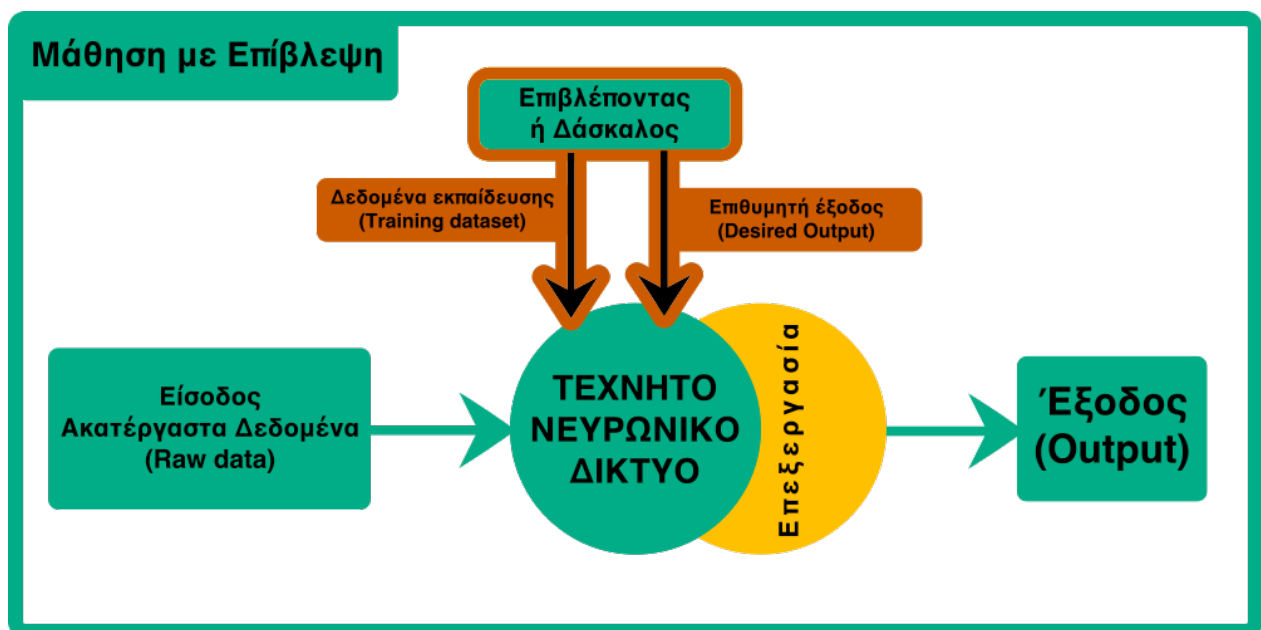 Μάθηση με Επίβλεψη
Επιβλέποντας
ή Δάσκαλος
Δεδομένα εκπαίδευσης
(Training dataset)
Επιθυμητή έξοδος
(Desired Output)
Είσοδος
Ακατέργαστα Δεδομένα
(Raw data)
ΤΕΧΝΗΤΟ
ΝΕΥΡΩΝΙΚΟ
ΔΙΚΤΥΟ
Επεξεργασία
Έξοδος
(Output)